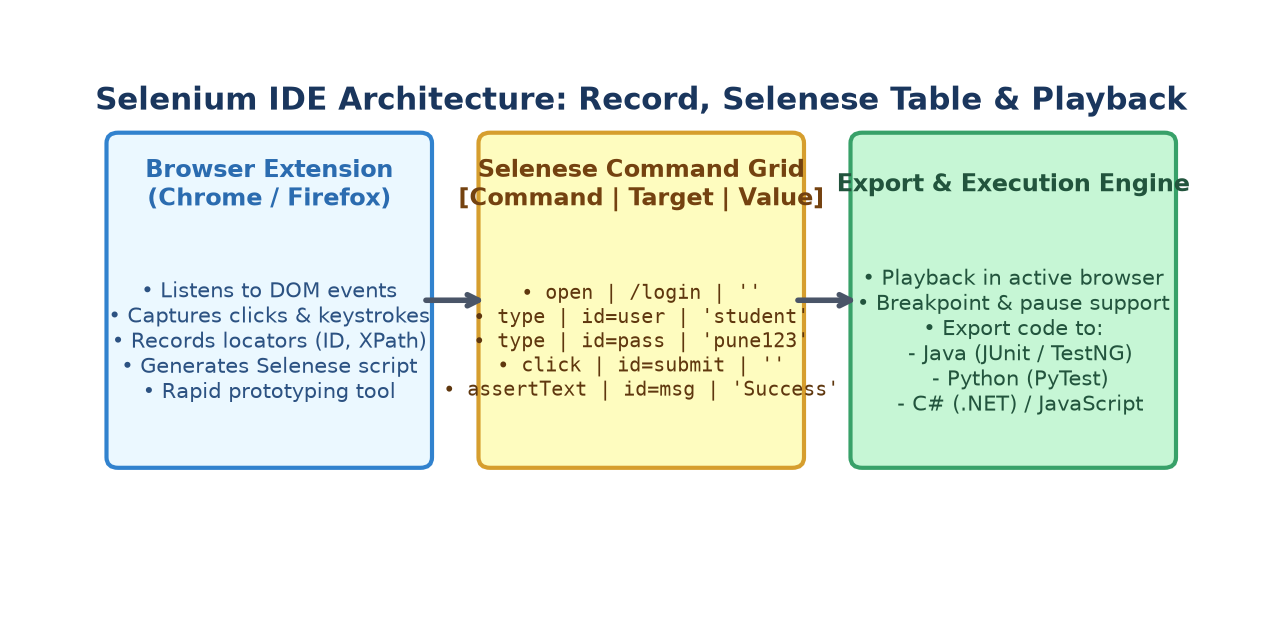 Selenium IDE Architecture: Record, Selenese Table & Playback
Browser Extension
(Chrome / Firefox)
• Listens to DOM events
• Captures clicks & keystrokes
• Records locators (ID, XPath)
• Generates Selenese script
• Rapid prototyping tool
Selenese Command Grid
[Command | Target | Value]
• open | /login | ''
• type | id=user | 'student'
• type | id=pass | 'pune123'
• click | id=submit | ''
• assertText | id=msg | 'Success'
Export & Execution Engine
• Playback in active browser
• Breakpoint & pause support
• Export code to:
- Java (JUnit / TestNG)
- Python (PyTest)
- C# (.NET) / JavaScript